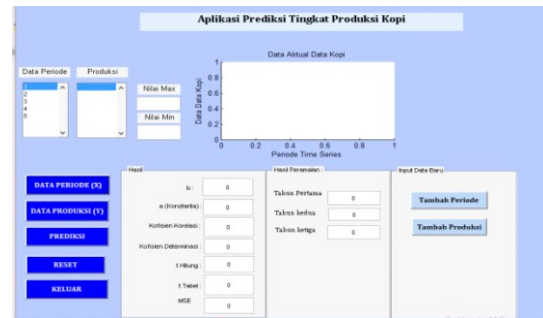 Aplikasi Prediksi Tingkat Produksi Kopi
Data Aktual Data Kopi
Data Periode
Produksi
1
2
3
4
5
Nilai Max
Nilai Min
Data Data Kopi
1
0.8
0.6
0.4
0.2
0
0 0.2 0.4 0.6 0.8 1
Periode Time Series
DATA PERIODE (X)
DATA PRODUKSI (Y)
PREDIKSI
RESET
KELUAR
Hasil
b : 0
a (Konstanta) : 0
Kofisien Korelasi : 0
Kofisien Determinasi : 0
t Hitung : 0
t Tabel : 0
MSE 0
Hasil Peramalan
Tahun Pertama 0
Tahun kedua 0
Tahun ketiga 0
Input Data Baru
Tambah Periode
Tambah Produksi